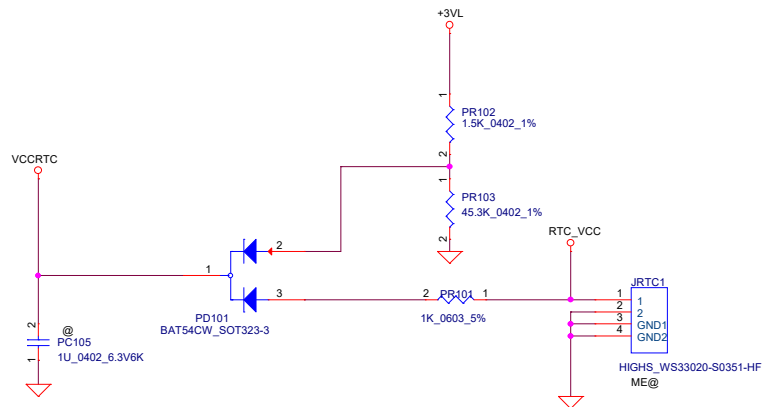 +3VL
1
PR102
1.5K_0402_1%
2
VCCRTC
1
PR103
45.3K_0402_1%
2
RTC_VCC
2
1
3
2
PR101
1
1K_0603_5%
PD101
BAT54CW_SOT323-3
JRTC1
1
1
2
2
3
GND1
4
GND2
HIGHS_WS33020-S0351-HF
ME@
2
@
PC105
1
1U_0402_6.3V6K